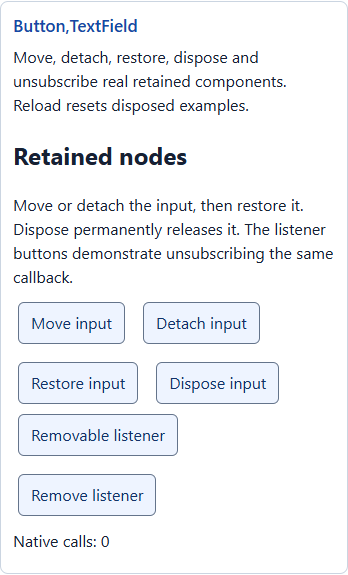 Button,TextField
Move, detach, restore, dispose and
unsubscribe real retained components.
Reload resets disposed examples.
Retained nodes
Move or detach the input, then restore it.
Dispose permanently releases it. The listener
buttons demonstrate unsubscribing the same
callback.
Move input
Detach input
Restore input
Dispose input
Removable listener
Remove listener
Native calls: 0